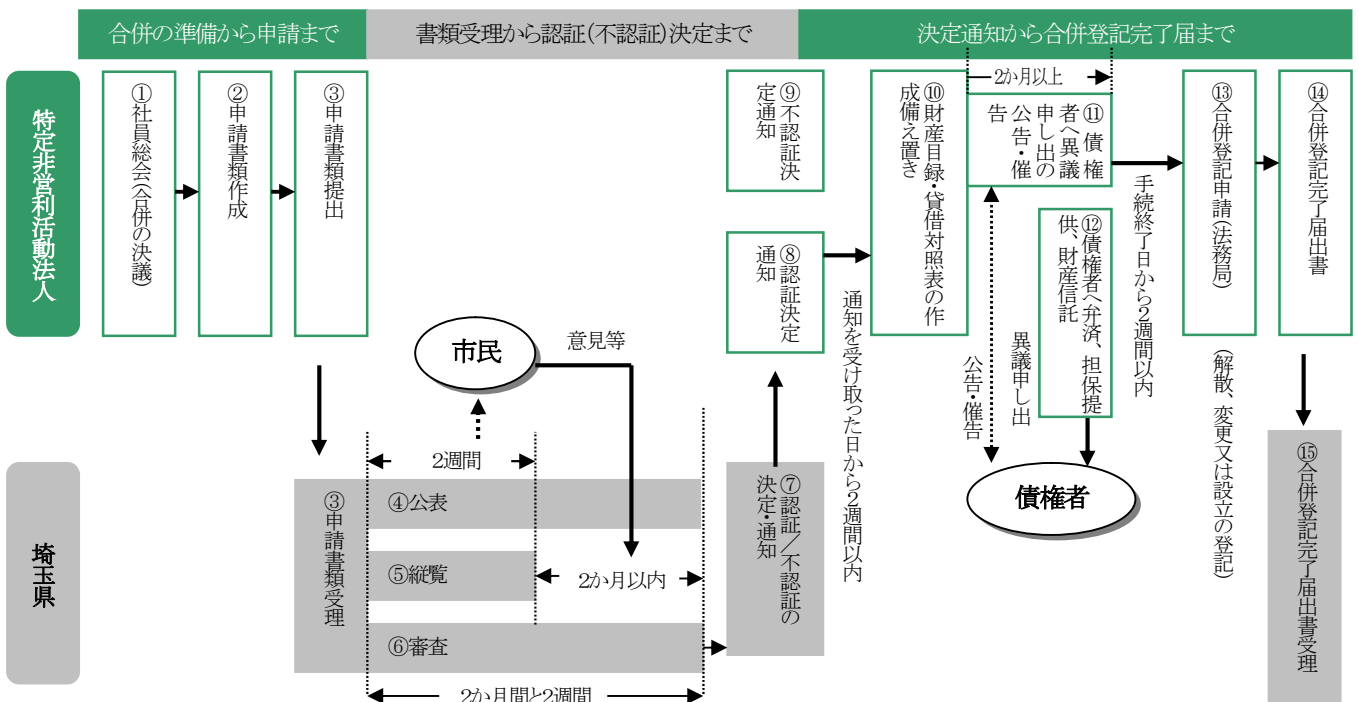 合併の準備から申請まで
書類受理から認証(不認証)決定まで
決定通知から合併登記完了届まで
特定非営利活動法人
①社員総会(合併の決議)
②申請書類作成
③申請書類提出
⑨不認証決
定通知
⑧認証決定
通知
通知を受け取った日から2週間以内
⑩財産目録・貸借対照表の作
成備え置き
2か月以上
⑪債権
者へ異議
申し出の
公告・催
告
手続終了日から2週間以内
⑫債権者へ弁済、担保提
供、財産信託
異議申し出
公告・催告
債権者
⑬合併登記申請(法務局)
(解散、変更又は設立の登記)
⑭合併登記完了届出書
市民
意見等
埼玉県
③申請書類受理
2週間
④公表
⑤縦覧
2か月以内
⑥審査
2か月間と2週間
⑦認証/不認証の
決定・通知
⑮合併登記完了届出書受理